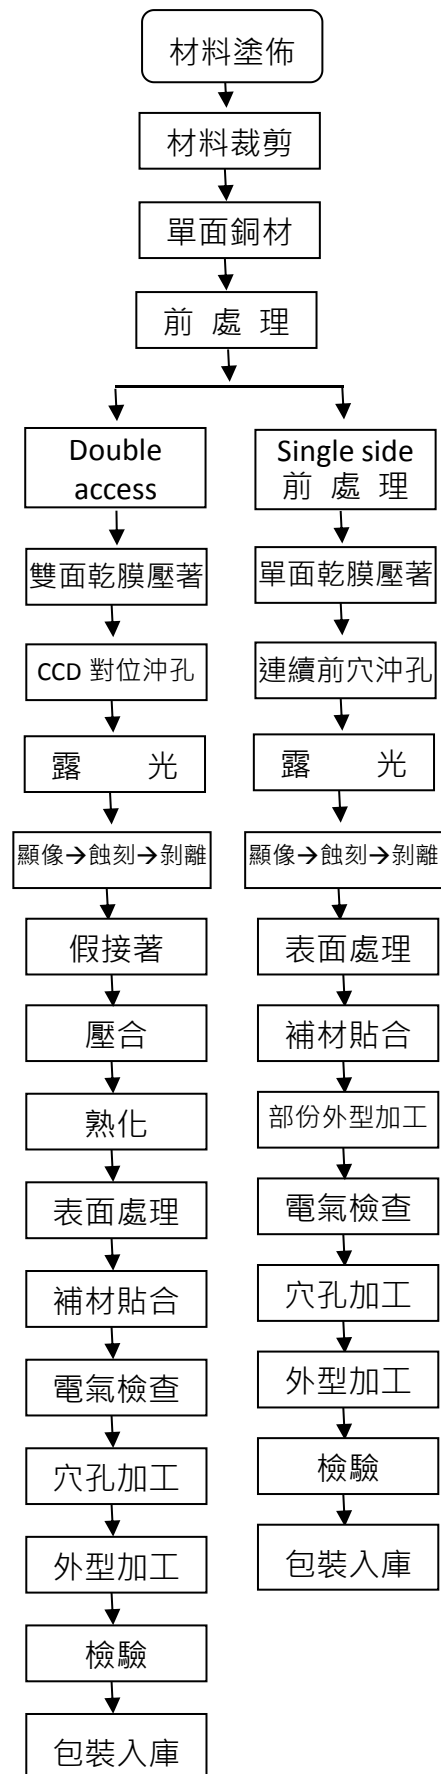 材料塗佈
材料裁剪
單面銅材
前 處 理
Double
access
雙面乾膜壓著
CCD 對位沖孔
露 光
顯像→蝕刻→剝離
假接著
壓合
熟化
表面處理
補材貼合
電氣檢查
穴孔加工
外型加工
檢驗
包裝入庫
Single side
前 處 理
單面乾膜壓著
連續前穴沖孔
露 光
顯像→蝕刻→剝離
表面處理
補材貼合
部份外型加工
電氣檢查
穴孔加工
外型加工
檢驗
包裝入庫